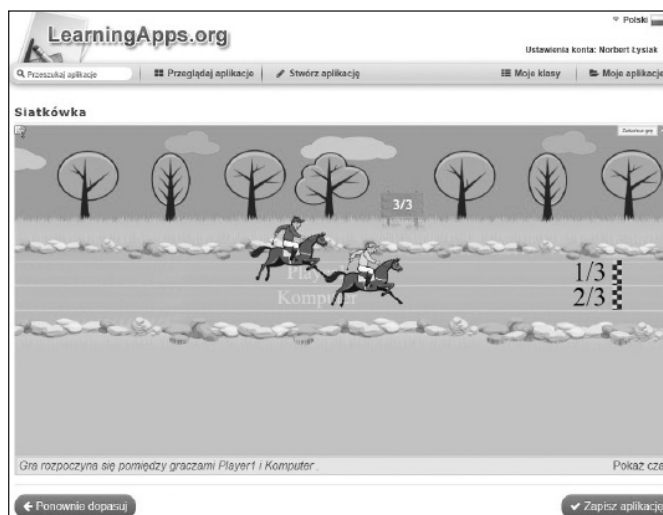 Polski
LearningApps.org
Ustawienia konta: Norbert Łysiak
Przeszukaj aplikacje
Przeglądaj aplikacje
Stwórz aplikację
Moje klasy
Moje aplikacje
Siatkówka
3/3
1/3
Komputer
2/3
Gra rozpoczyna się pomiędzy graczami Player1 i Komputer .
Pokaż cza
Ponownie dopasuj
Zapisz aplikację